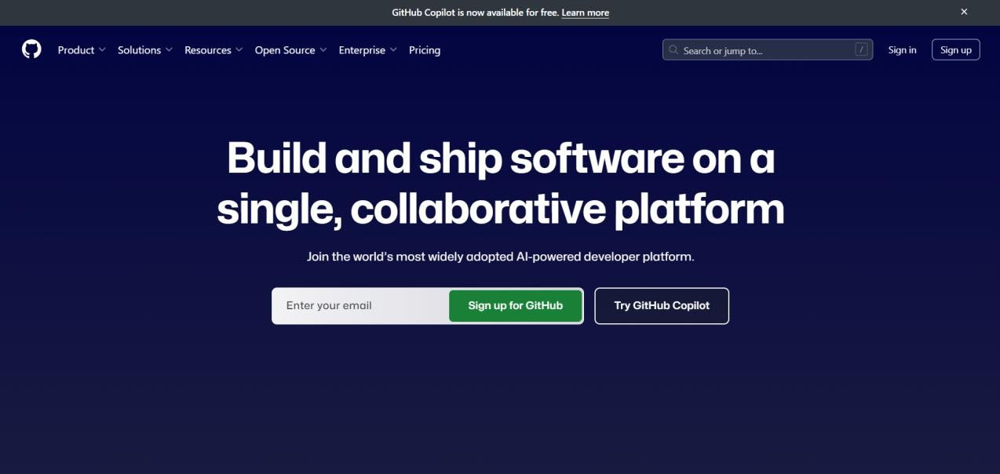 GitHub Copilot is now available for free. Learn more
Product Solutions Resources Open Source Enterprise Pricing Search or jump to... / Sign in Sign up
Build and ship software on a
single, collaborative platform
Join the world's most widely adopted AI-powered developer platform.
Enter your email Sign up for GitHub Try GitHub Copilot